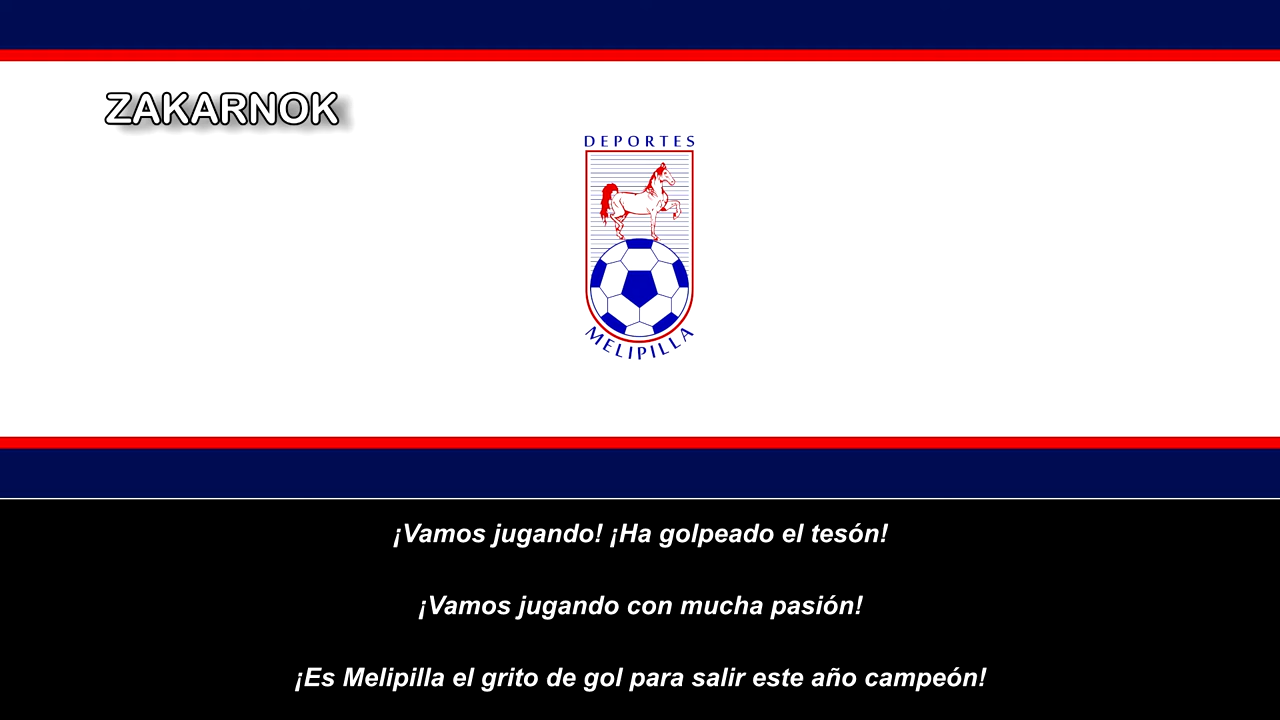 ZAKARNOK
DEPORTES
MELIPILLA
¡Vamos jugando! ¡Ha golpeado el tesón!
¡Vamos jugando con mucha pasión!
¡Es Melipilla el grito de gol para salir este año campeón!